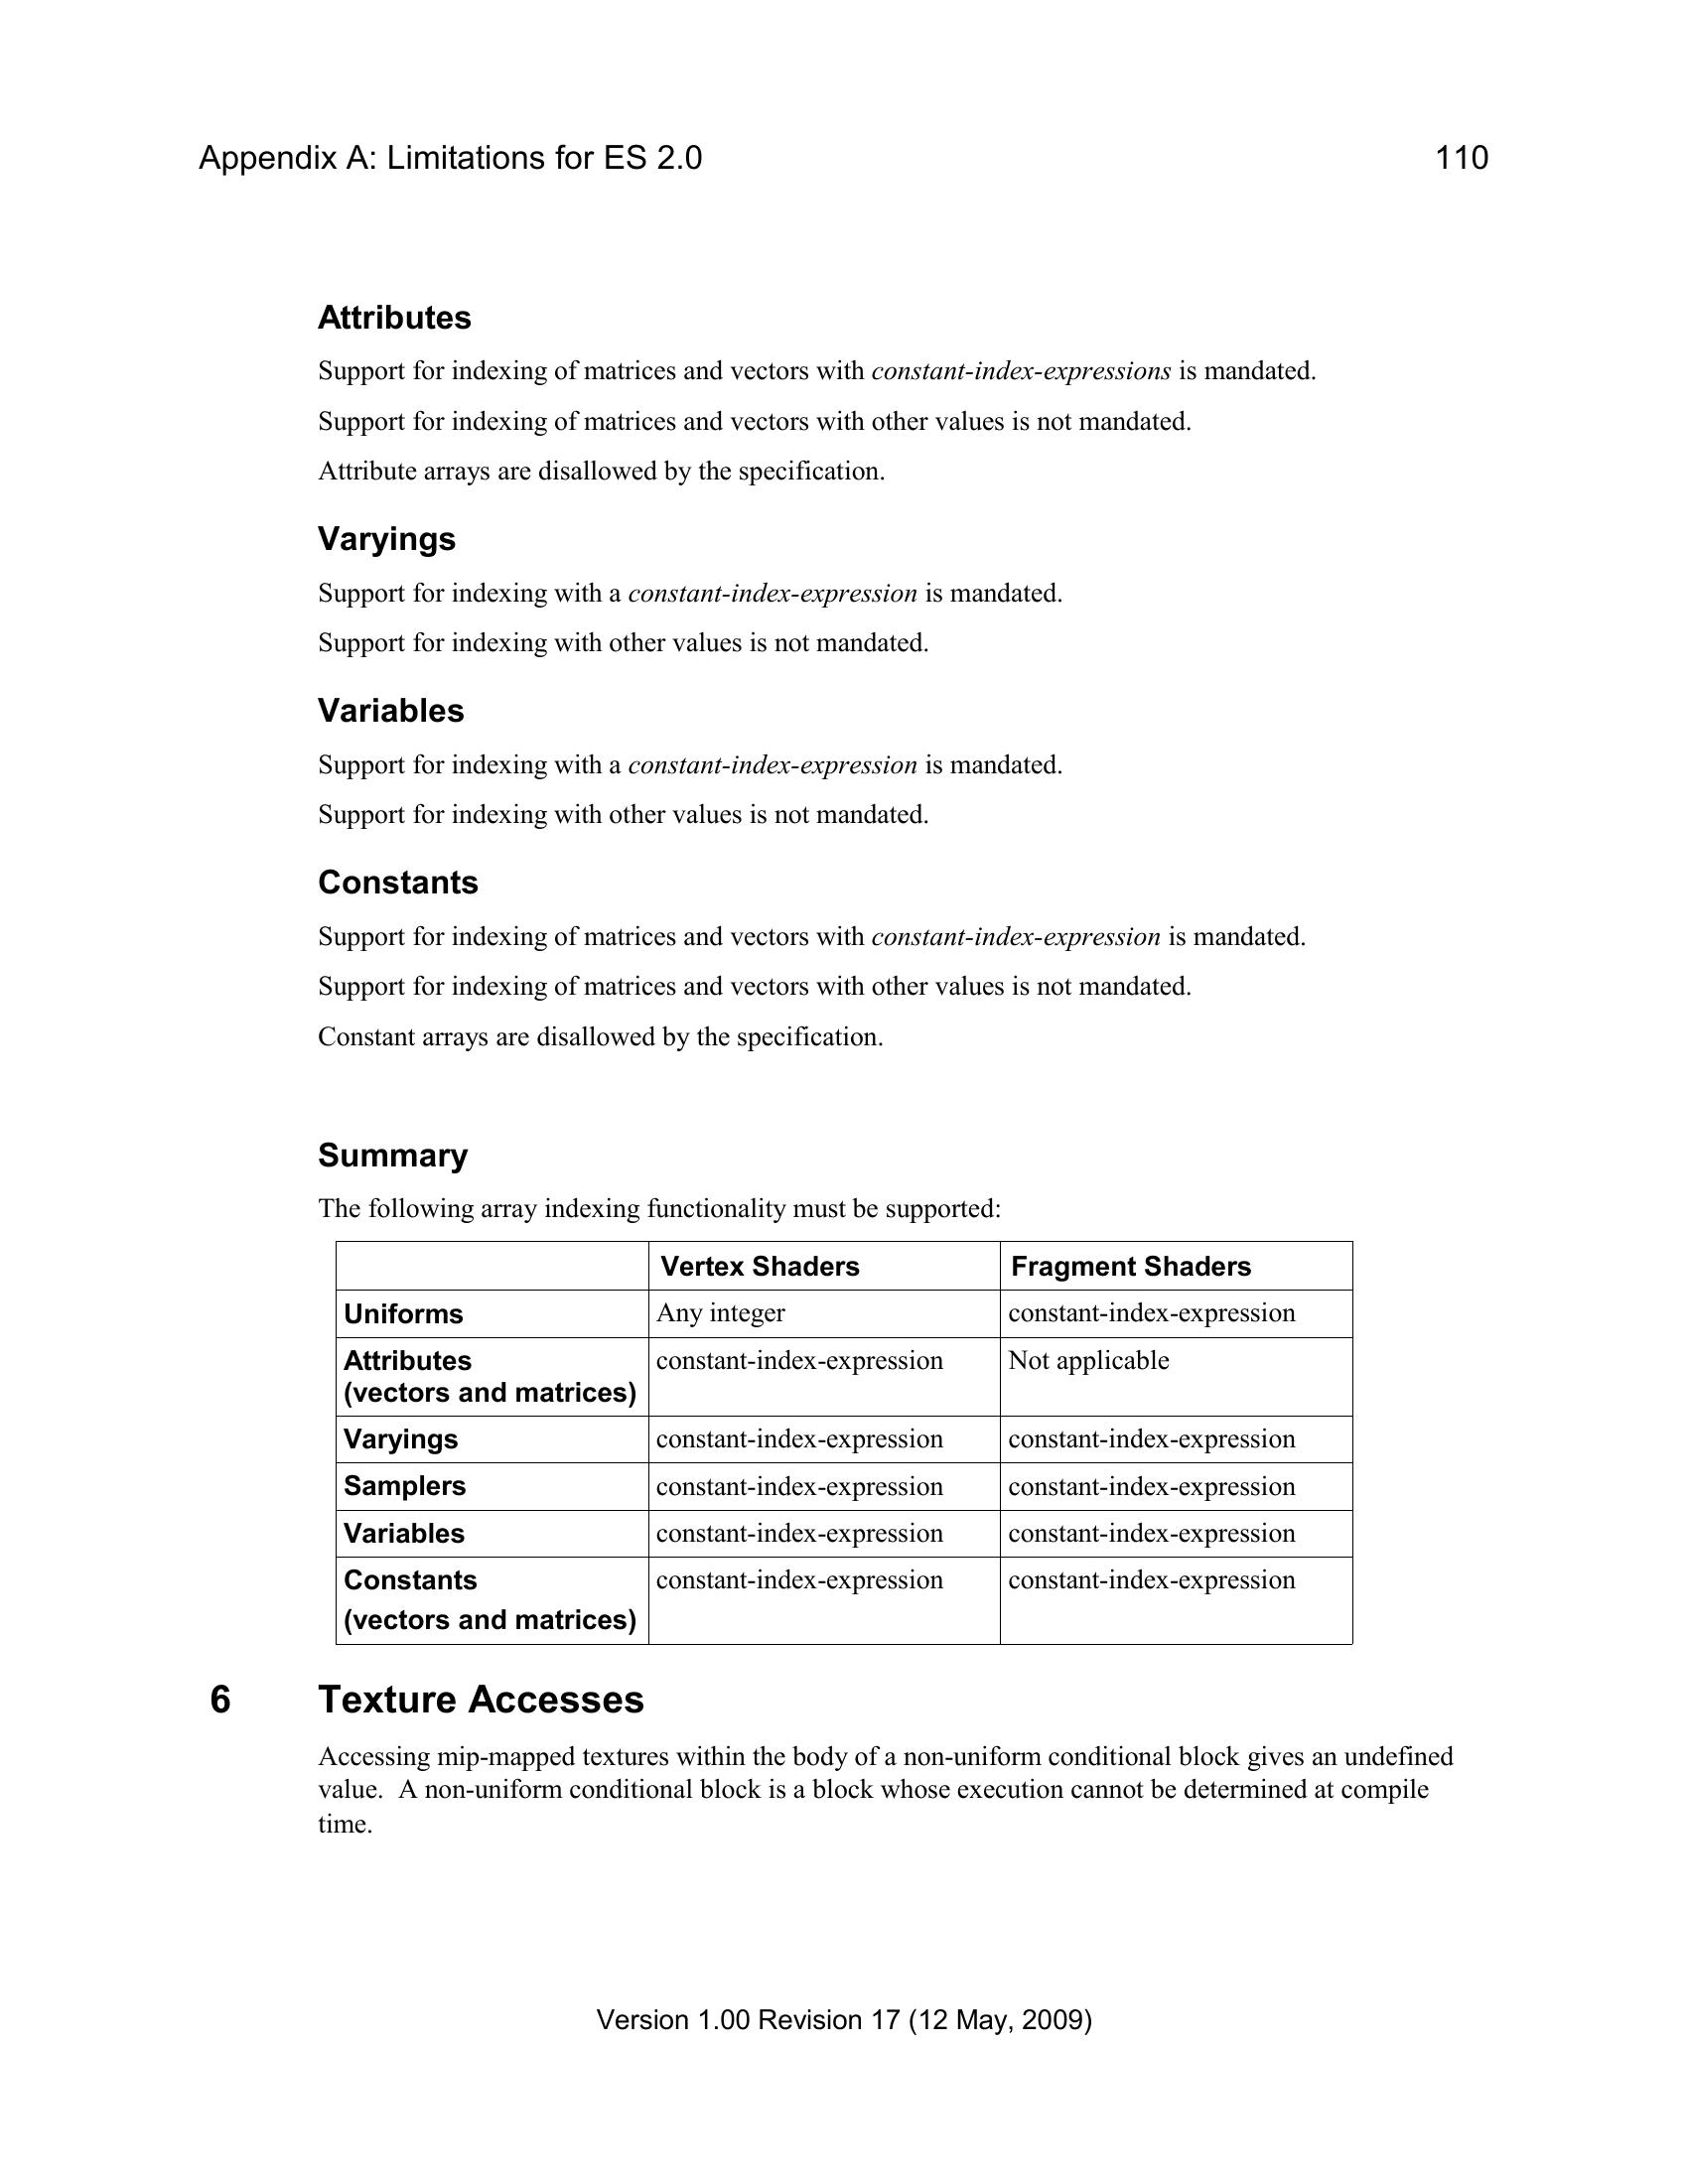 Appendix A: Limitations for ES 2.0 110
Attributes
Support for indexing of matrices and vectors with constant-index-expressions is mandated.
Support for indexing of matrices and vectors with other values is not mandated.
Attribute arrays are disallowed by the specification.
Varyings
Support for indexing with a constant-index-expression is mandated.
Support for indexing with other values is not mandated.
Variables
Support for indexing with a constant-index-expression is mandated.
Support for indexing with other values is not mandated.
Constants
Support for indexing of matrices and vectors with constant-index-expression is mandated.
Support for indexing of matrices and vectors with other values is not mandated.
Constant arrays are disallowed by the specification.
Summary
The following array indexing functionality must be supported:
Vertex Shaders Fragment Shaders
Uniforms Any integer constant-index-expression
Attributes constant-index-expression Not applicable
(vectors and matrices)
Varyings constant-index-expression constant-index-expression
Samplers constant-index-expression constant-index-expression
Variables constant-index-expression constant-index-expression
Constants constant-index-expression constant-index-expression
(vectors and matrices)
6 Texture Accesses
Accessing mip-mapped textures within the body of a non-uniform conditional block gives an undefined
value.  A non-uniform conditional block is a block whose execution cannot be determined at compile
time.
Version 1.00 Revision 17 (12 May, 2009)